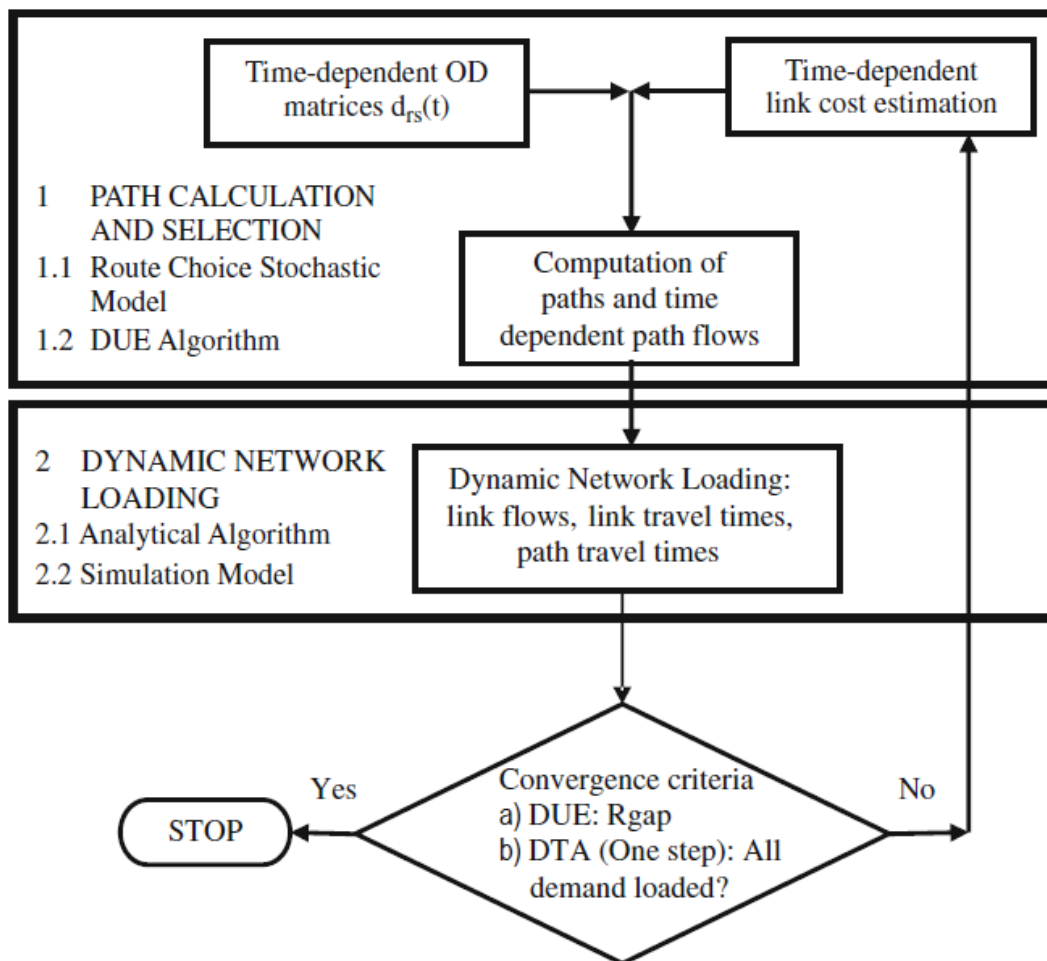 Time-dependent OD
matrices drs(t)
Time-dependent
link cost estimation
1 PATH CALCULATION
AND SELECTION
1.1 Route Choice Stochastic
Model
1.2 DUE Algorithm
Computation of
paths and time
dependent path flows
2 DYNAMIC NETWORK
LOADING
2.1 Analytical Algorithm
2.2 Simulation Model
Dynamic Network Loading:
link flows, link travel times,
path travel times
Yes
No
STOP
Convergence criteria
a) DUE: Rgap
b) DTA (One step): All
demand loaded?